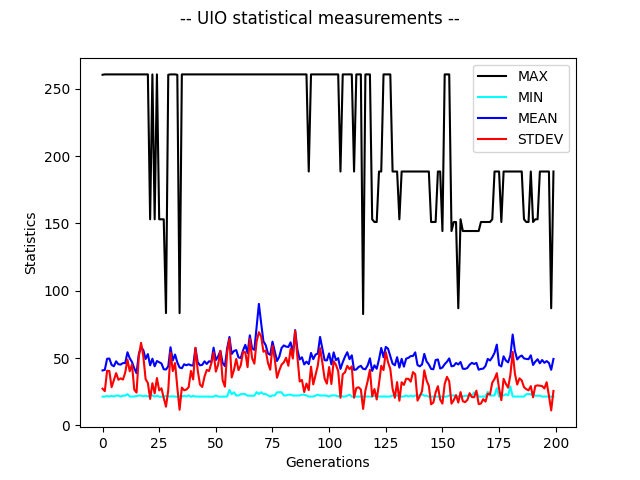 -- UIO statistical measurements --
MAX
MIN
MEAN
STDEV
Statistics
250
200
150
100
50
0
0 25 50 75 100 125 150 175 200
Generations